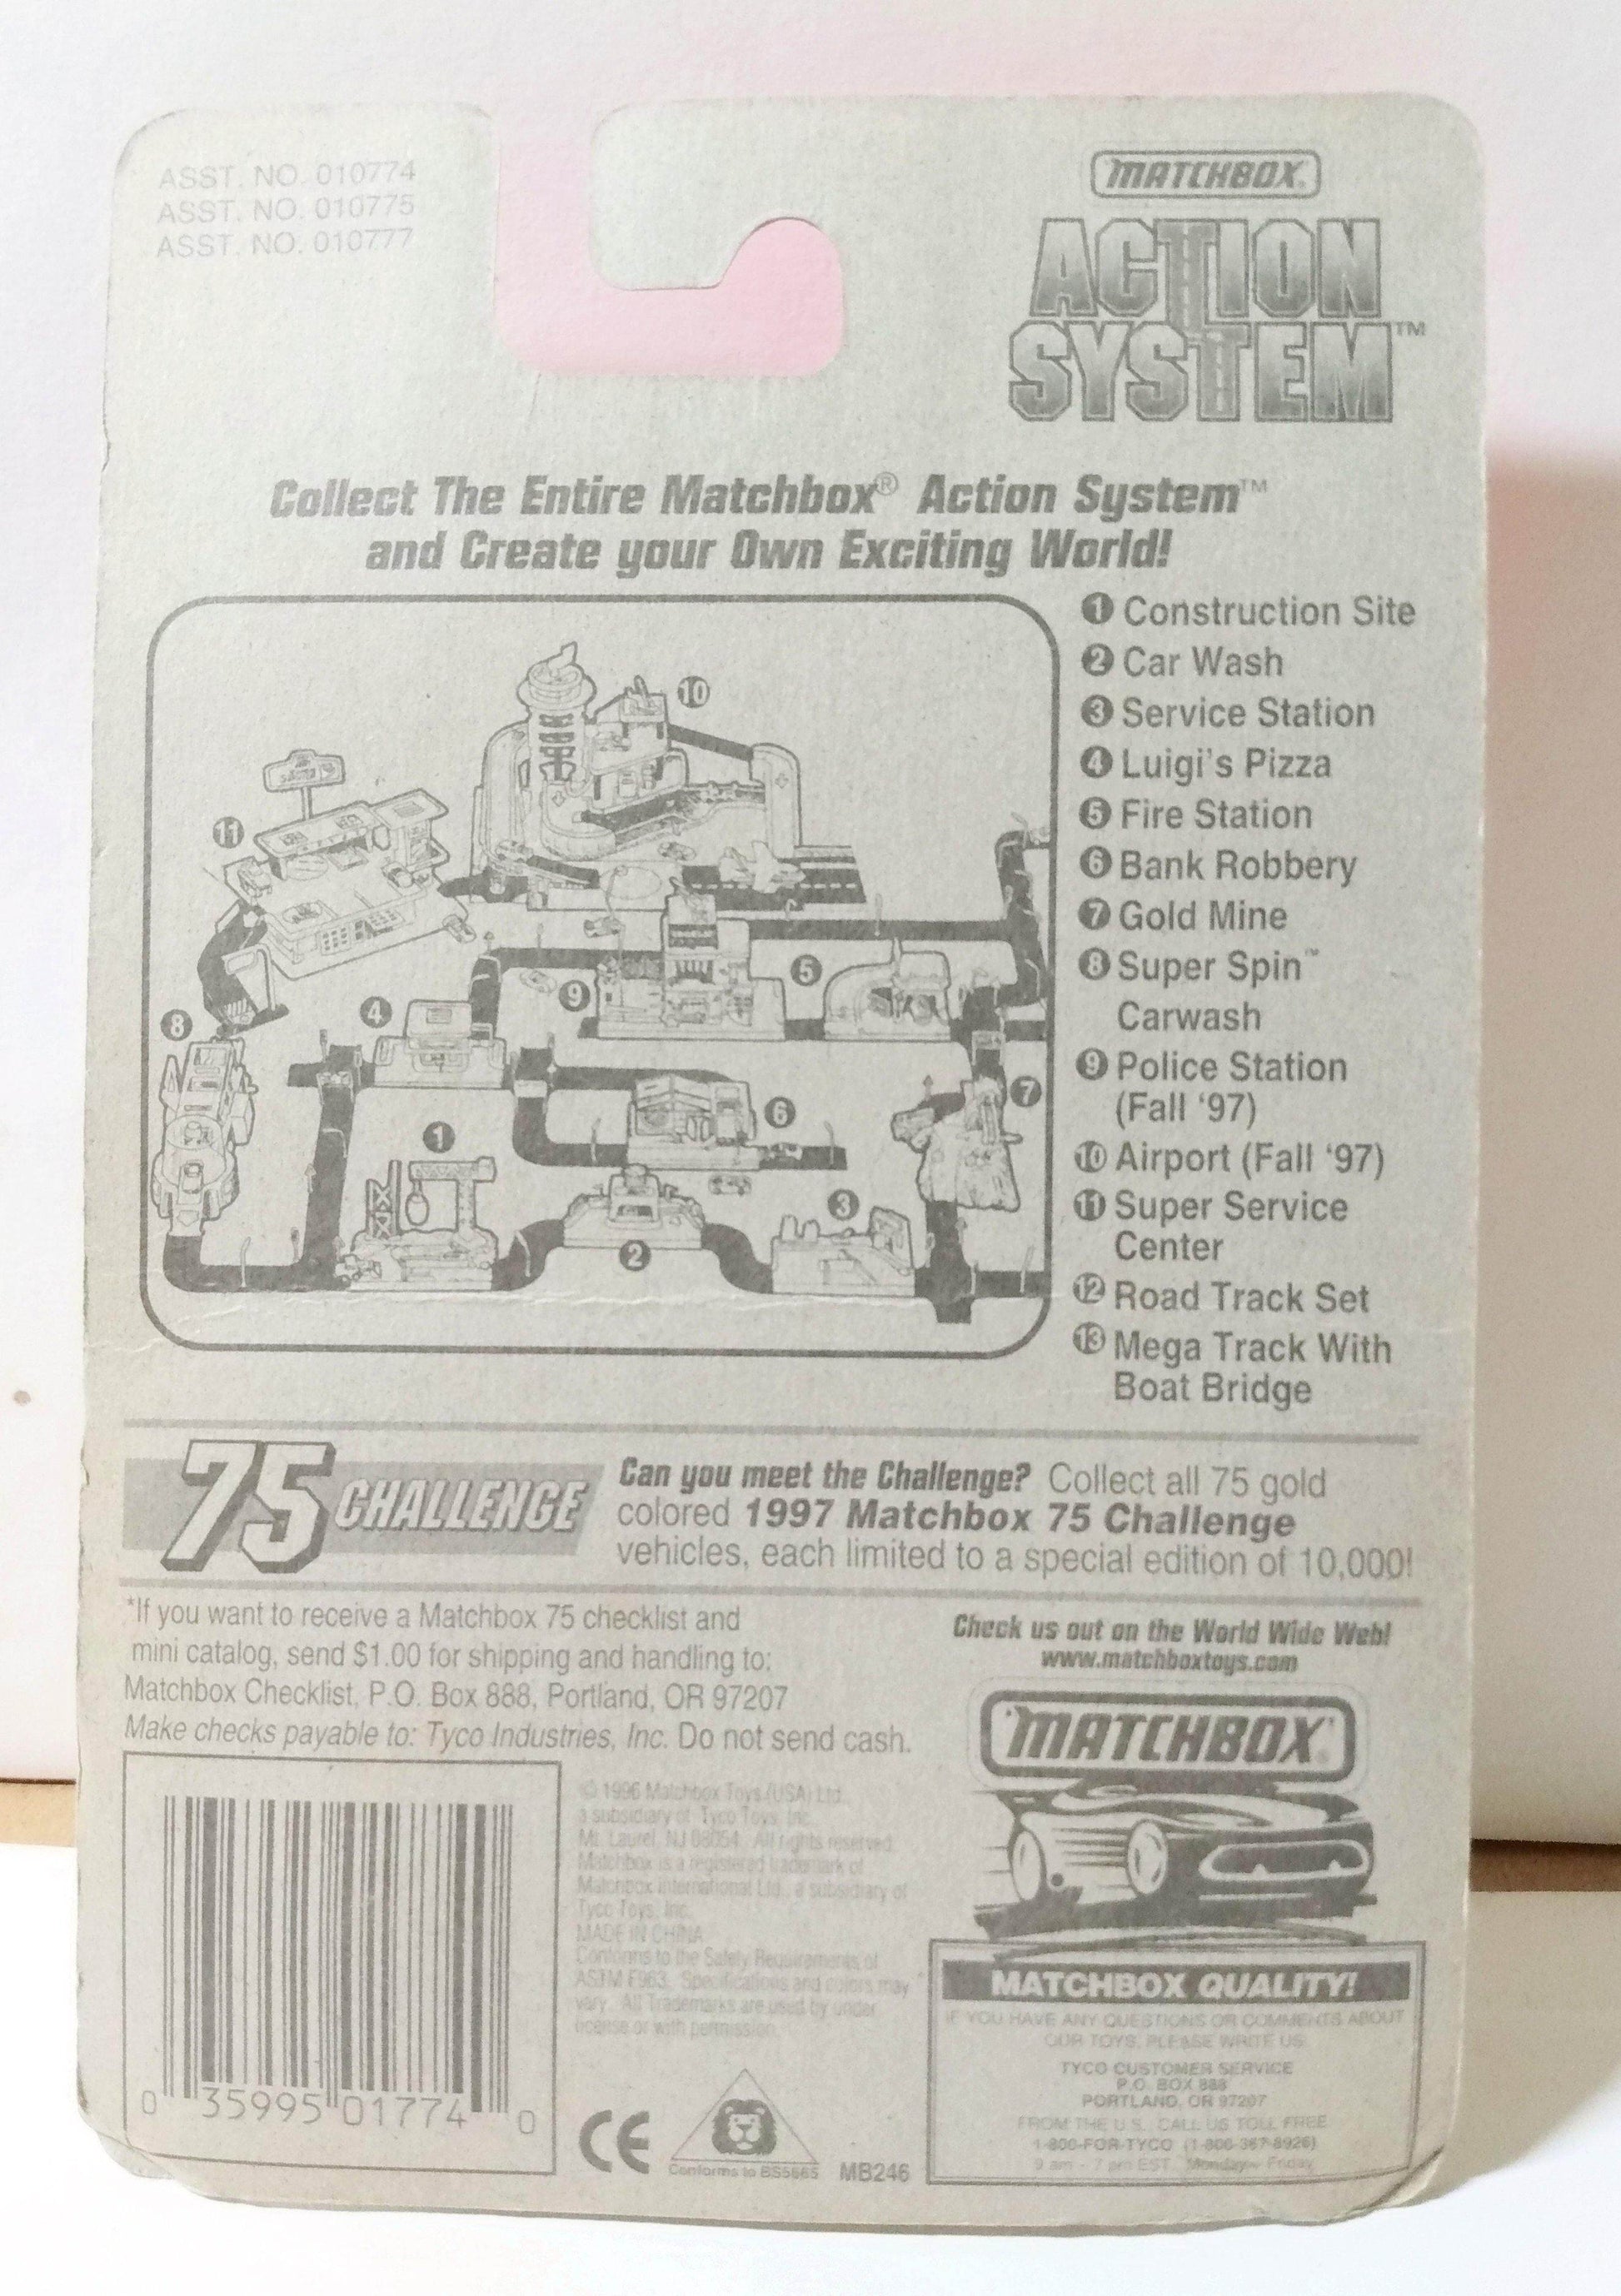 ASST. NO. 010774
ASST. NO. 010775
ASST. NO. 010777
MATCHBOX®
ACTION
SYSTEM™
Collect The Entire Matchbox® Action System™
and Create your Own Exciting World!
10
11
5
9
4
8
7
6
1
3
2
❶ Construction Site
❷ Car Wash
❸ Service Station
❹ Luigi's Pizza
❺ Fire Station
❻ Bank Robbery
❼ Gold Mine
❽ Super Spin™
Carwash
❾ Police Station
(Fall '97)
❿ Airport (Fall '97)
⓫ Super Service
Center
⓬ Road Track Set
⓭ Mega Track With
Boat Bridge
75 CHALLENGE
Can you meet the Challenge? Collect all 75 gold
colored 1997 Matchbox 75 Challenge
vehicles, each limited to a special edition of 10,000!
*If you want to receive a Matchbox 75 checklist and
mini catalog, send $1.00 for shipping and handling to:
Matchbox Checklist, P.O. Box 888, Portland, OR 97207
Make checks payable to: Tyco Industries, Inc. Do not send cash.
Check us out on the World Wide Web!
www.matchboxtoys.com
MATCHBOX®
0 35995 01774 0
© 1996 Matchbox Toys (USA) Ltd.
a subsidiary of Tyco Toys, Inc.
Mt. Laurel, NJ 08054. All rights reserved.
Matchbox is a registered trademark of
Matchbox International Ltd., a subsidiary of
Tyco Toys, Inc.
MADE IN CHINA
Conforms to the Safety Requirements of
ASTM F963. Specifications and colors may
vary. All Trademarks are used by under
license or with permission.
CE
Conforms to BS5665
MB246
MATCHBOX QUALITY!
IF YOU HAVE ANY QUESTIONS OR COMMENTS ABOUT
OUR TOYS, PLEASE WRITE US
TYCO CUSTOMER SERVICE
P.O. BOX 888
PORTLAND, OR 97207
FROM THE U.S. CALL US TOLL FREE
1-800-FOR-TYCO (1-800-367-8926)
9 am - 7 pm EST Monday - Friday